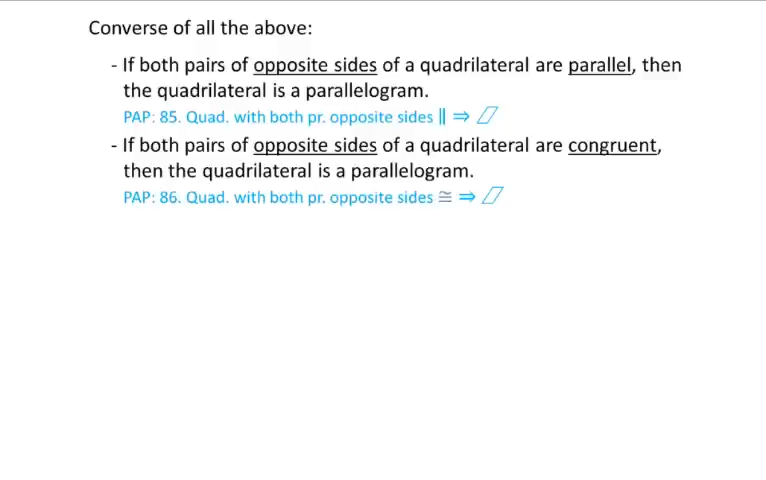 Converse of all the above:
- If both pairs of opposite sides of a quadrilateral are parallel, then
the quadrilateral is a parallelogram.
PAP: 85. Quad. with both pr. opposite sides || ⇒ ▱
- If both pairs of opposite sides of a quadrilateral are congruent,
then the quadrilateral is a parallelogram.
PAP: 86. Quad. with both pr. opposite sides ≅ ⇒ ▱